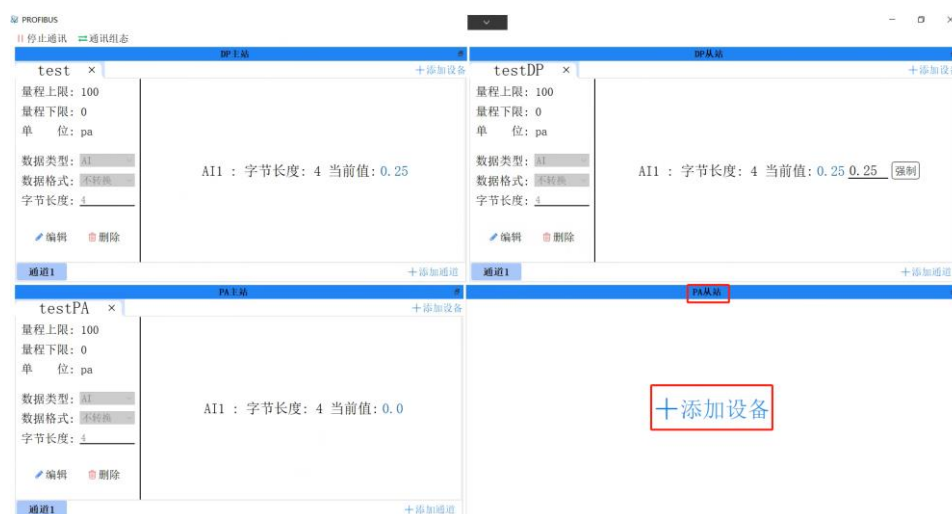 PROFIBUS
停止通讯 通讯组态
DP主站
test ×
+添加设备
量程上限: 100
量程下限: 0
单 位: pa
数据类型: AI
数据格式: 不转换
字节长度: 4
编辑 删除
AI1 : 字节长度: 4 当前值: 0.25
通道1
+添加通道
DP从站
testDP ×
+添加设
量程上限: 100
量程下限: 0
单 位: pa
数据类型: AI
数据格式: 不转换
字节长度: 4
编辑 删除
AI1 : 字节长度: 4 当前值: 0.25 0.25 强制
通道1
+添加通道
PA主站
testPA ×
+添加设备
量程上限: 100
量程下限: 0
单 位: pa
数据类型: AI
数据格式: 不转换
字节长度: 4
编辑 删除
AI1 : 字节长度: 4 当前值: 0.0
通道1
+添加通道
PA从站
+添加设备